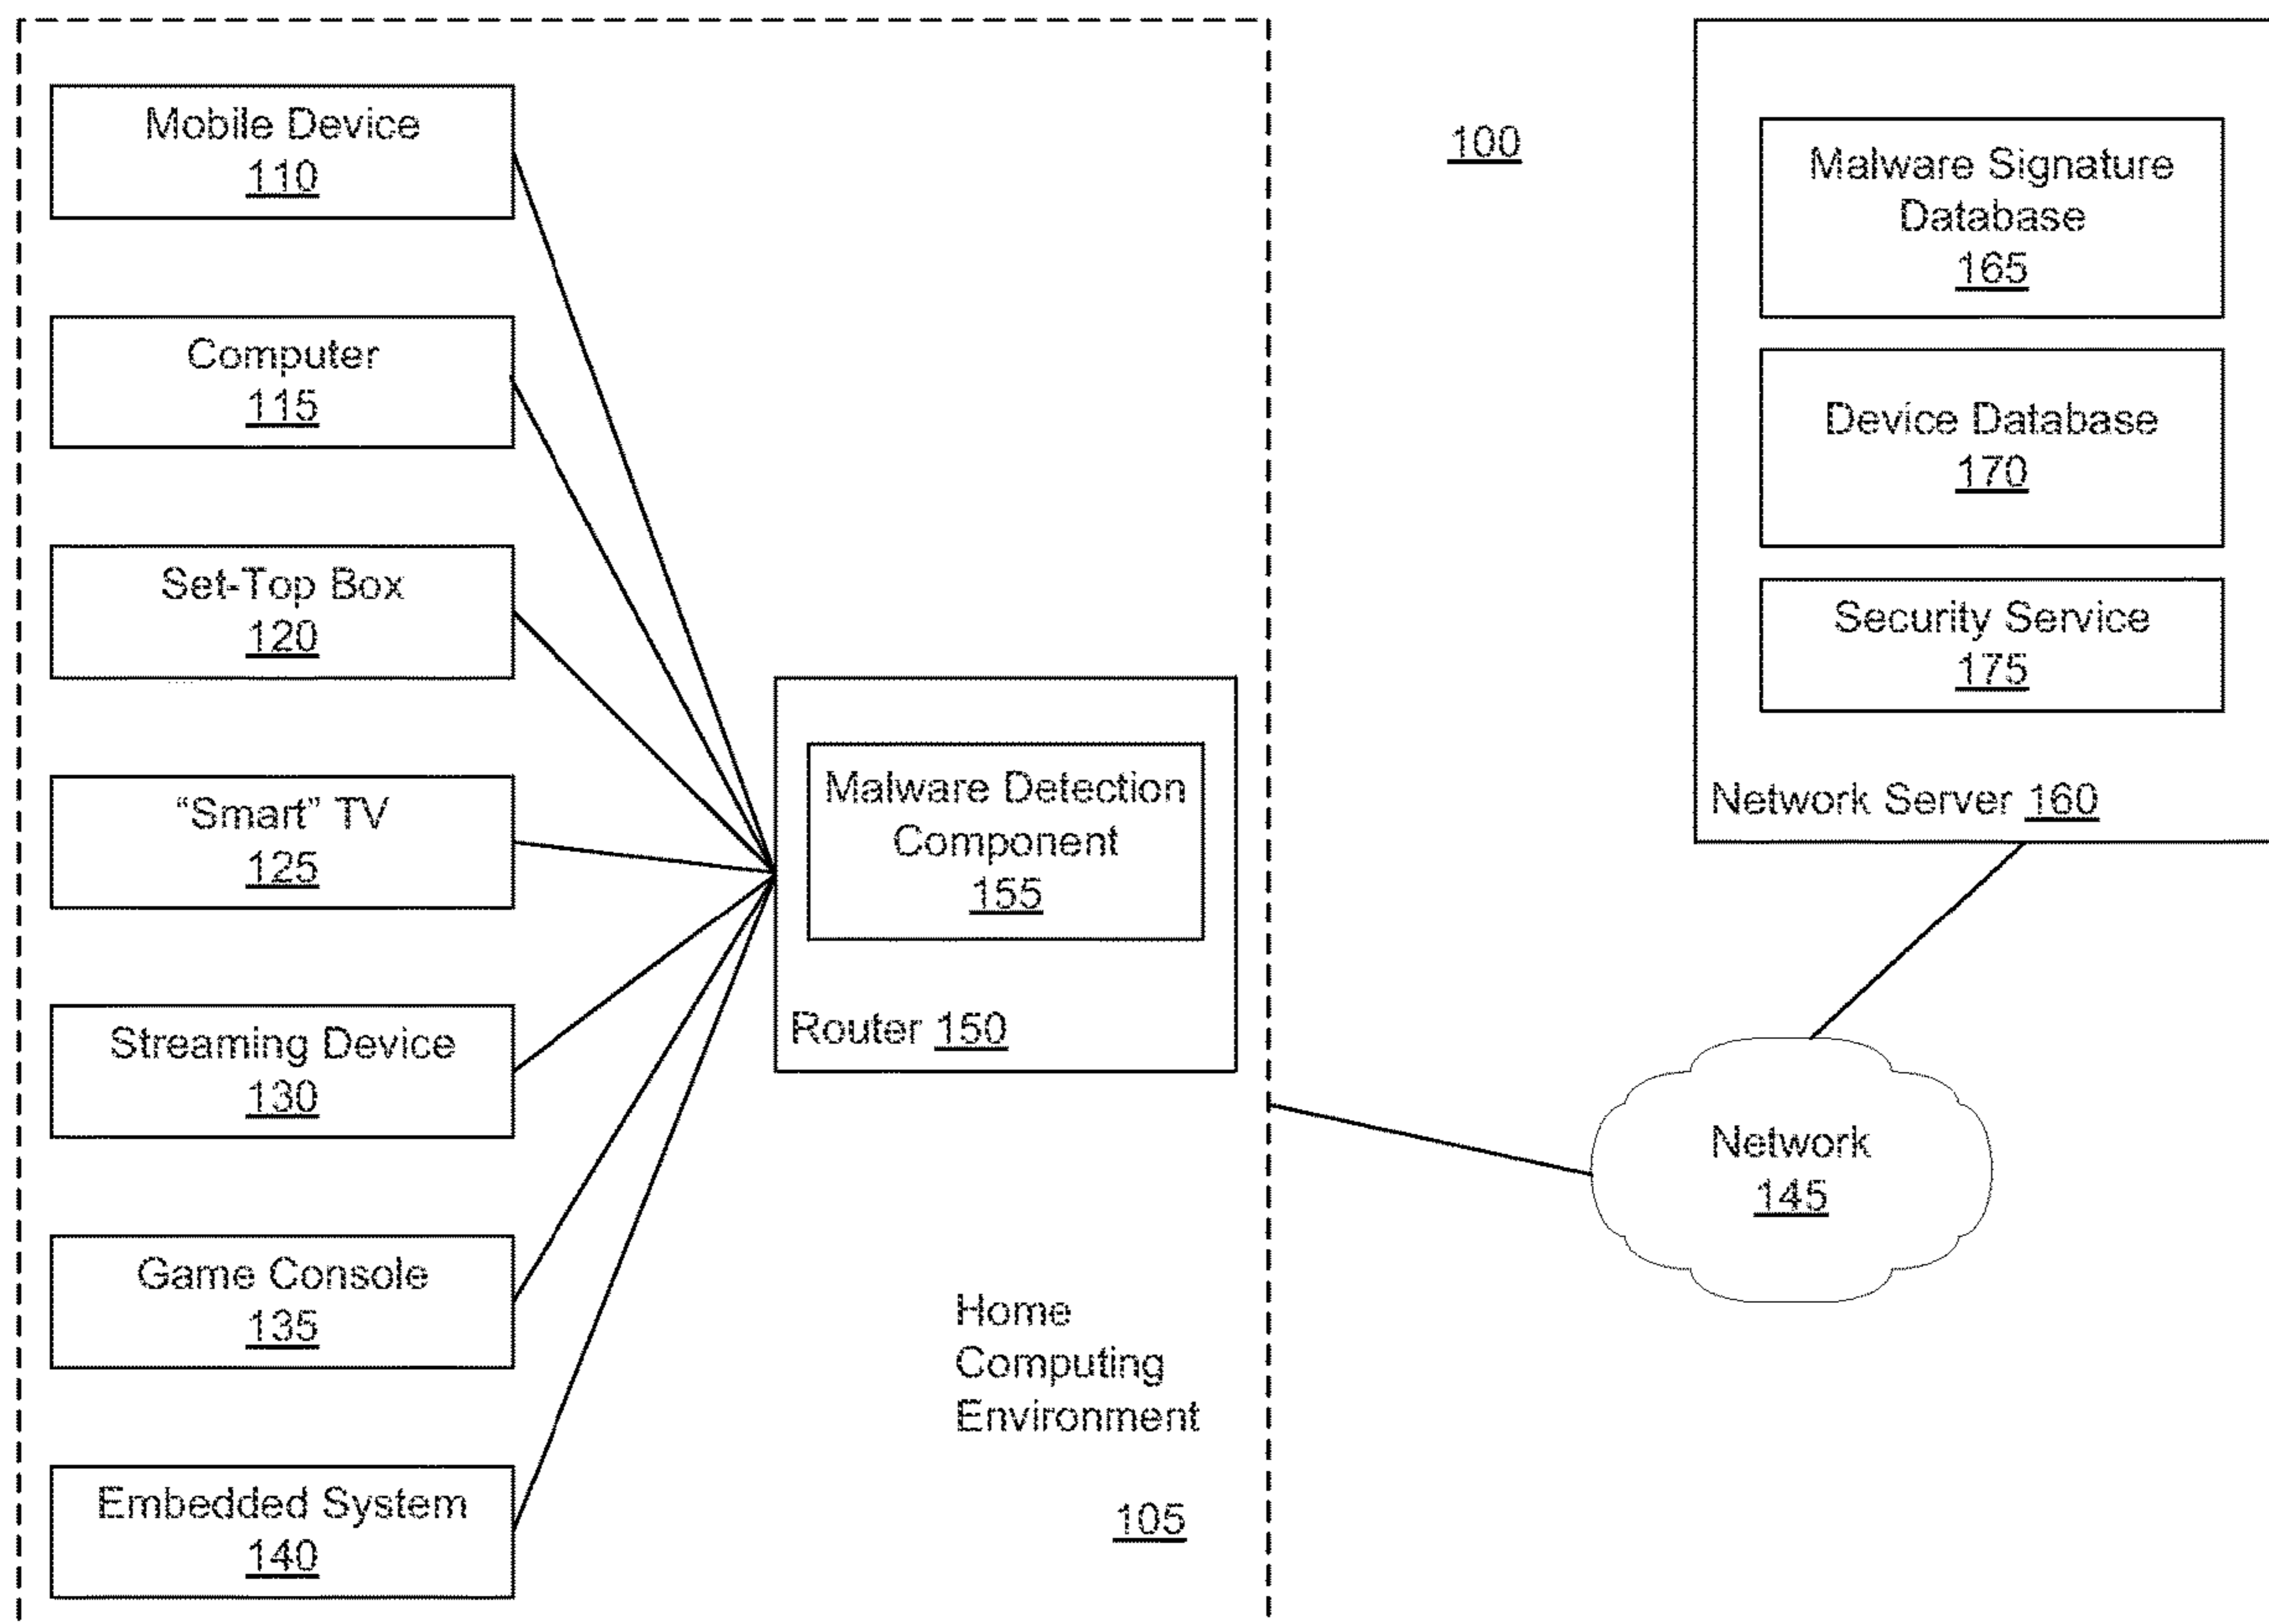 Mobile Device
110
Computer
115
Set-Top Box
120
“Smart” TV
125
Streaming Device
130
Game Console
135
Embedded System
140
Malware Detection
Component
155
Router 150
Home
Computing
Environment
105
100
Malware Signature
Database
165
Device Database
170
Security Service
175
Network Server 160
Network
145